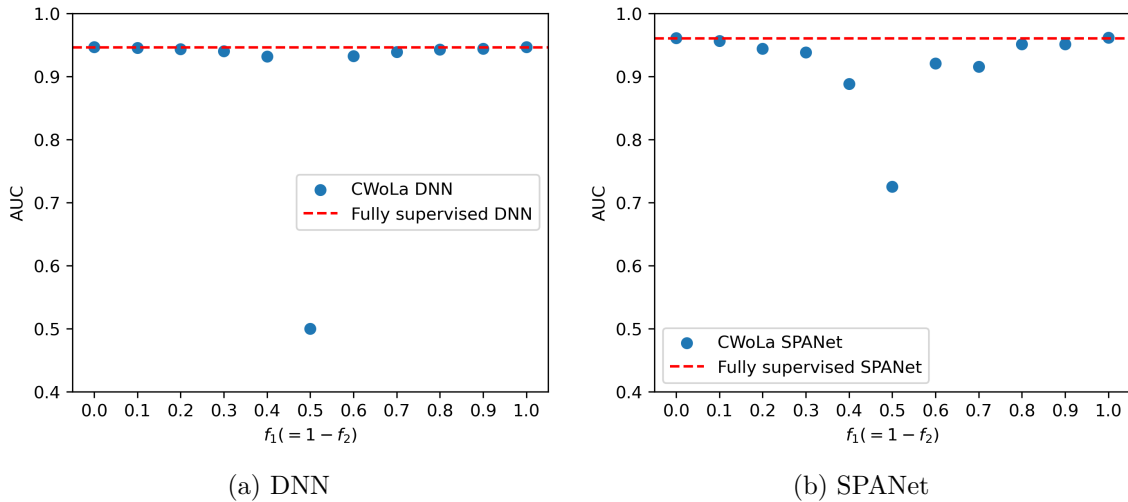 1.0
0.9
0.8
0.7
0.6
0.5
0.4
AUC
CWoLa DNN
Fully supervised DNN
0.0 0.1 0.2 0.3 0.4 0.5 0.6 0.7 0.8 0.9 1.0
f₁(= 1 − f₂)
(a) DNN
1.0
0.9
0.8
0.7
0.6
0.5
0.4
AUC
CWoLa SPANet
Fully supervised SPANet
0.0 0.1 0.2 0.3 0.4 0.5 0.6 0.7 0.8 0.9 1.0
f₁(= 1 − f₂)
(b) SPANet